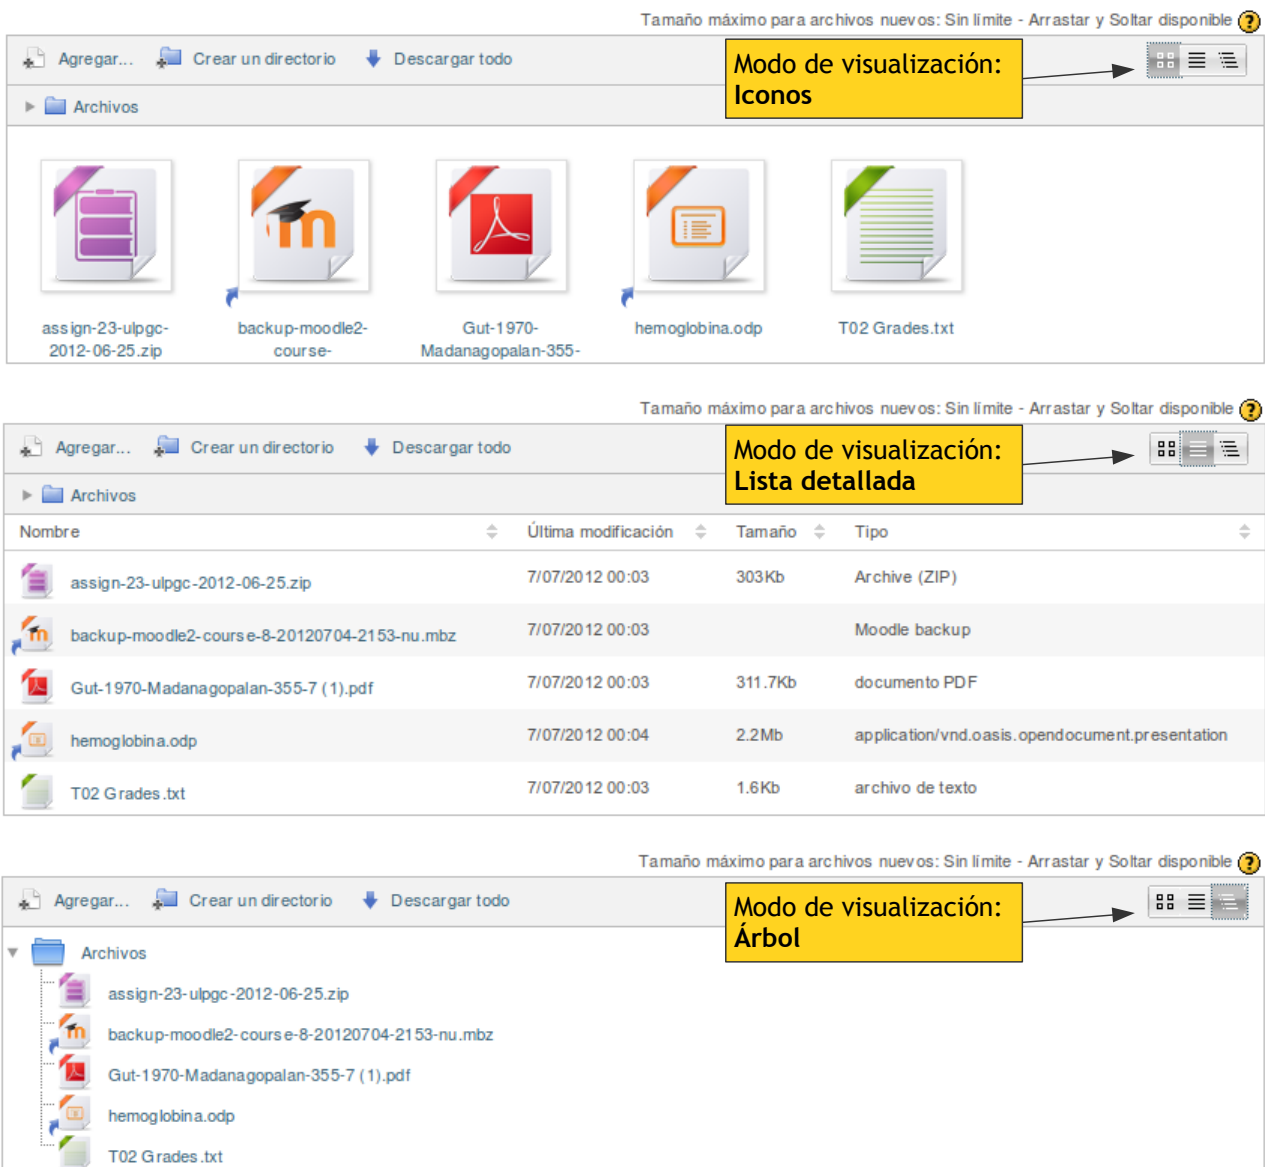 Tamaño máximo para archivos nuevos: Sin límite - Arrastar y Soltar disponible ?
Agregar... Crear un directorio Descargar todo
Modo de visualización:
Iconos
Archivos
assign-23-ulpgc-
2012-06-25.zip
backup-moodle2-
course-
Gut-1970-
Madanagopalan-355-
hemoglobina.odp
T02 Grades.txt
Tamaño máximo para archivos nuevos: Sin límite - Arrastar y Soltar disponible ?
Agregar... Crear un directorio Descargar todo
Modo de visualización:
Lista detallada
Archivos
Nombre Última modificación Tamaño Tipo
assign-23-ulpgc-2012-06-25.zip 7/07/2012 00:03 303Kb Archive (ZIP)
backup-moodle2-course-8-20120704-2153-nu.mbz 7/07/2012 00:03 Moodle backup
Gut-1970-Madanagopalan-355-7 (1).pdf 7/07/2012 00:03 311.7Kb documento PDF
hemoglobina.odp 7/07/2012 00:04 2.2Mb application/vnd.oasis.opendocument.presentation
T02 Grades.txt 7/07/2012 00:03 1.6Kb archivo de texto
Tamaño máximo para archivos nuevos: Sin límite - Arrastar y Soltar disponible ?
Agregar... Crear un directorio Descargar todo
Modo de visualización:
Árbol
Archivos
assign-23-ulpgc-2012-06-25.zip
backup-moodle2-course-8-20120704-2153-nu.mbz
Gut-1970-Madanagopalan-355-7 (1).pdf
hemoglobina.odp
T02 Grades.txt